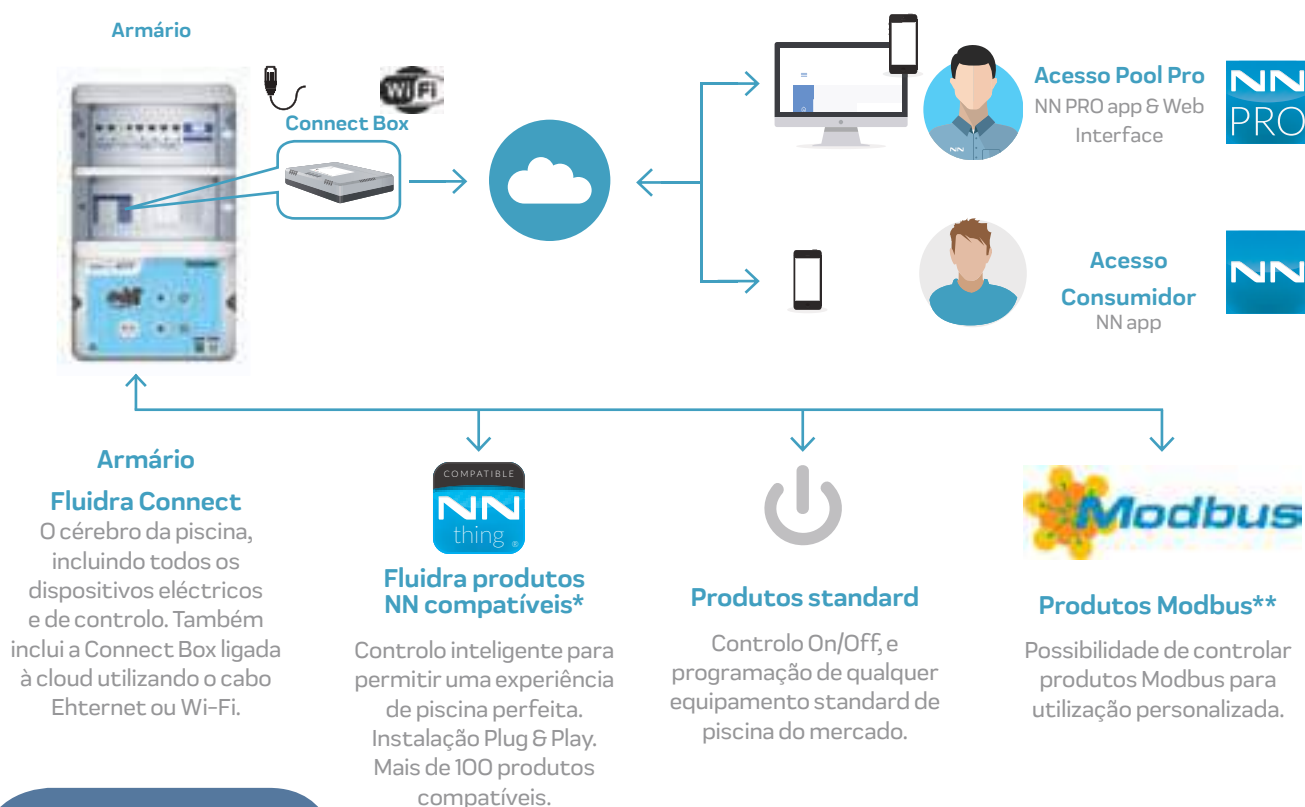 Armário
WiFi
Connect Box
Acesso Pool Pro
NN PRO app & Web
Interface
NN
PRO
NN
Acesso
Consumidor
NN app
NN
Armário
Fluidra Connect
O cérebro da piscina,
incluindo todos os
dispositivos eléctricos
e de controlo. Também
inclui a Connect Box ligada
à cloud utilizando o cabo
Ehternet ou Wi-Fi.
COMPATIBLE
NN
thing ®
Fluidra produtos
NN compatíveis*
Controlo inteligente para
permitir uma experiência
de piscina perfeita.
Instalação Plug & Play.
Mais de 100 produtos
compatíveis.
Produtos standard
Controlo On/Off, e
programação de qualquer
equipamento standard de
piscina do mercado.
Modbus
Produtos Modbus**
Possibilidade de controlar
produtos Modbus para
utilização personalizada.